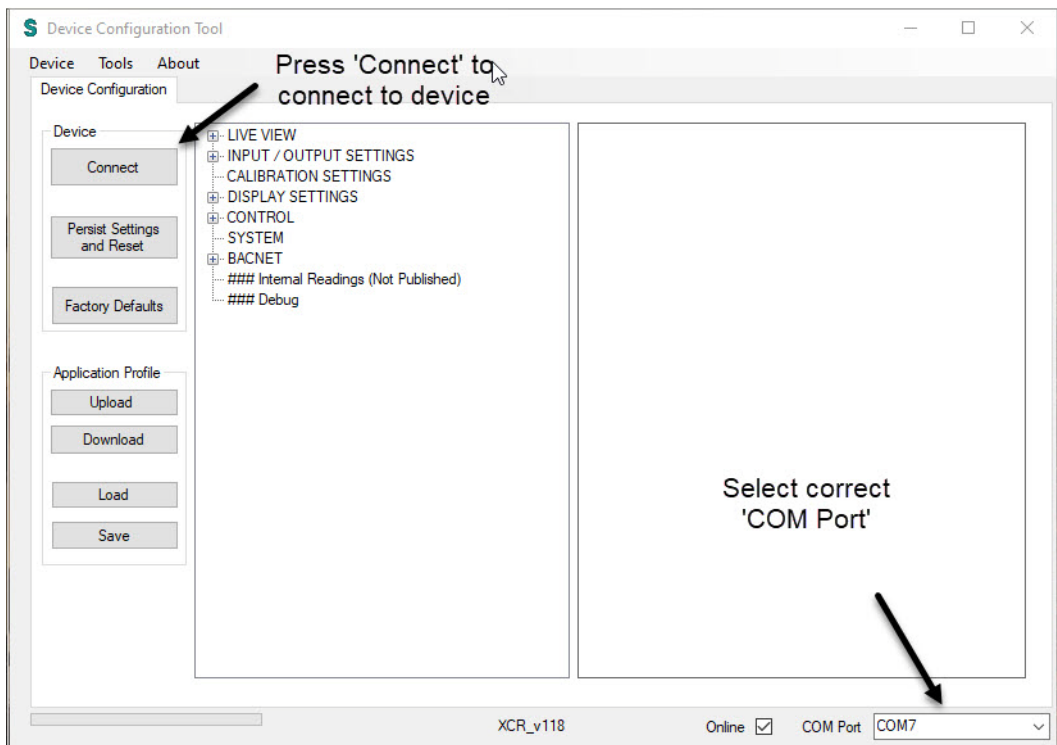 S Device Configuration Tool
Device Tools About
Press 'Connect' to
connect to device
Device Configuration
Device
Connect
Persist Settings
and Reset
Factory Defaults
Application Profile
Upload
Download
Load
Save
LIVE VIEW
INPUT / OUTPUT SETTINGS
CALIBRATION SETTINGS
DISPLAY SETTINGS
CONTROL
SYSTEM
BACNET
### Internal Readings (Not Published)
### Debug
Select correct
'COM Port'
XCR_v118 Online COM Port COM7